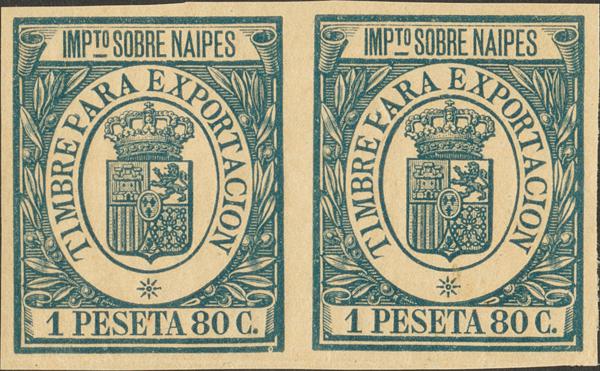 IMPTO SOBRE NAIPES
TIMBRE PARA EXPORTACION
1 PESETA 80 C.
IMPTO SOBRE NAIPES
TIMBRE PARA EXPORTACION
1 PESETA 80 C.